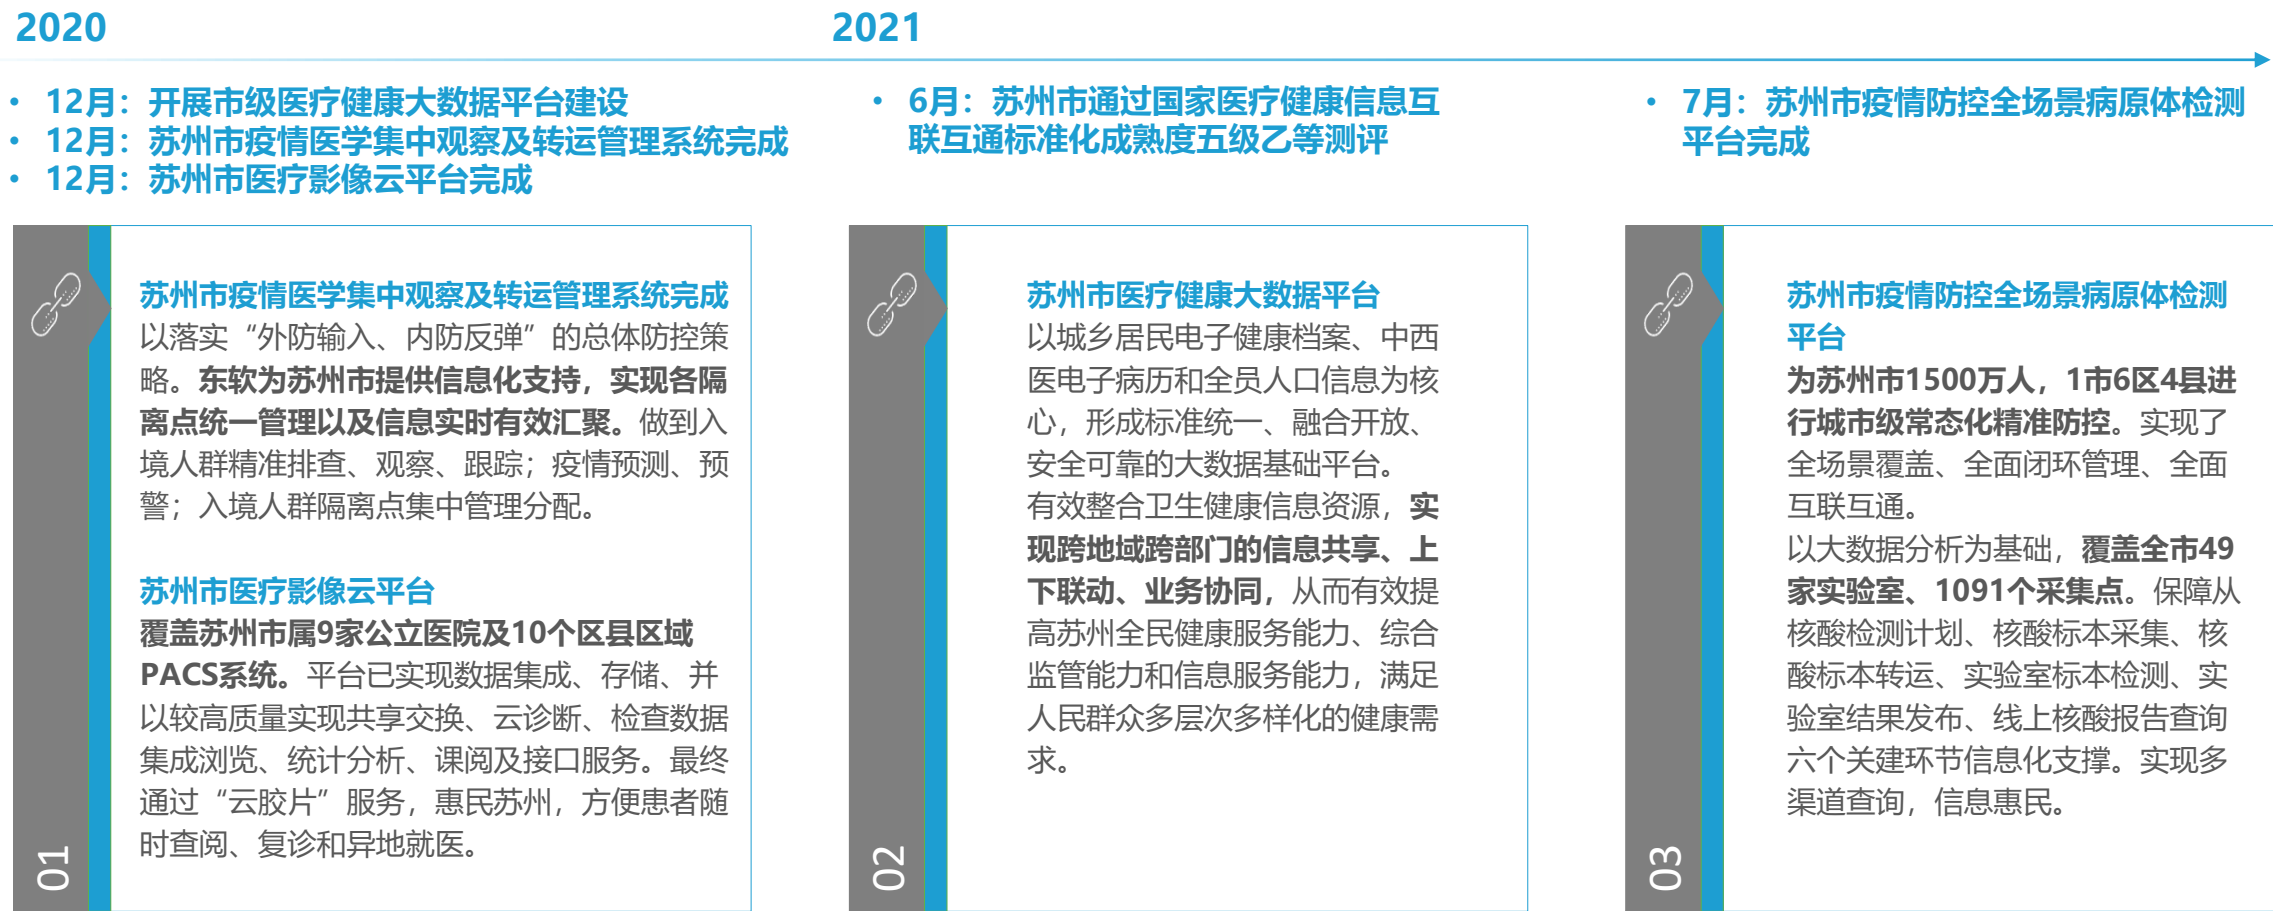 2020
2021
• 12月：开展市级医疗健康大数据平台建设
• 12月：苏州市疫情医学集中观察及转运管理系统完成
• 12月：苏州市医疗影像云平台完成
• 6月：苏州市通过国家医疗健康信息互
联互通标准化成熟度五级乙等测评
• 7月：苏州市疫情防控全场景病原体检测
平台完成
苏州市疫情医学集中观察及转运管理系统完成
以落实“外防输入、内防反弹”的总体防控策
略。东软为苏州市提供信息化支持，实现各隔
离点统一管理以及信息实时有效汇聚。做到入
境人群精准排查、观察、跟踪；疫情预测、预
警；入境人群隔离点集中管理分配。
苏州市医疗影像云平台
覆盖苏州市属9家公立医院及10个区县区域
PACS系统。平台已实现数据集成、存储、并
以较高质量实现共享交换、云诊断、检查数据
集成浏览、统计分析、课阅及接口服务。最终
通过“云胶片”服务，惠民苏州，方便患者随
时查阅、复诊和异地就医。
01
苏州市医疗健康大数据平台
以城乡居民电子健康档案、中西
医电子病历和全员人口信息为核
心，形成标准统一、融合开放、
安全可靠的大数据基础平台。
有效整合卫生健康信息资源，实
现跨地域跨部门的信息共享、上
下联动、业务协同，从而有效提
高苏州全民健康服务能力、综合
监管能力和信息服务能力，满足
人民群众多层次多样化的健康需
求。
02
苏州市疫情防控全场景病原体检测
平台
为苏州市1500万人，1市6区4县进
行城市级常态化精准防控。实现了
全场景覆盖、全面闭环管理、全面
互联互通。
以大数据分析为基础，覆盖全市49
家实验室、1091个采集点。保障从
核酸检测计划、核酸标本采集、核
酸标本转运、实验室标本检测、实
验室结果发布、线上核酸报告查询
六个关建环节信息化支撑。实现多
渠道查询，信息惠民。
03